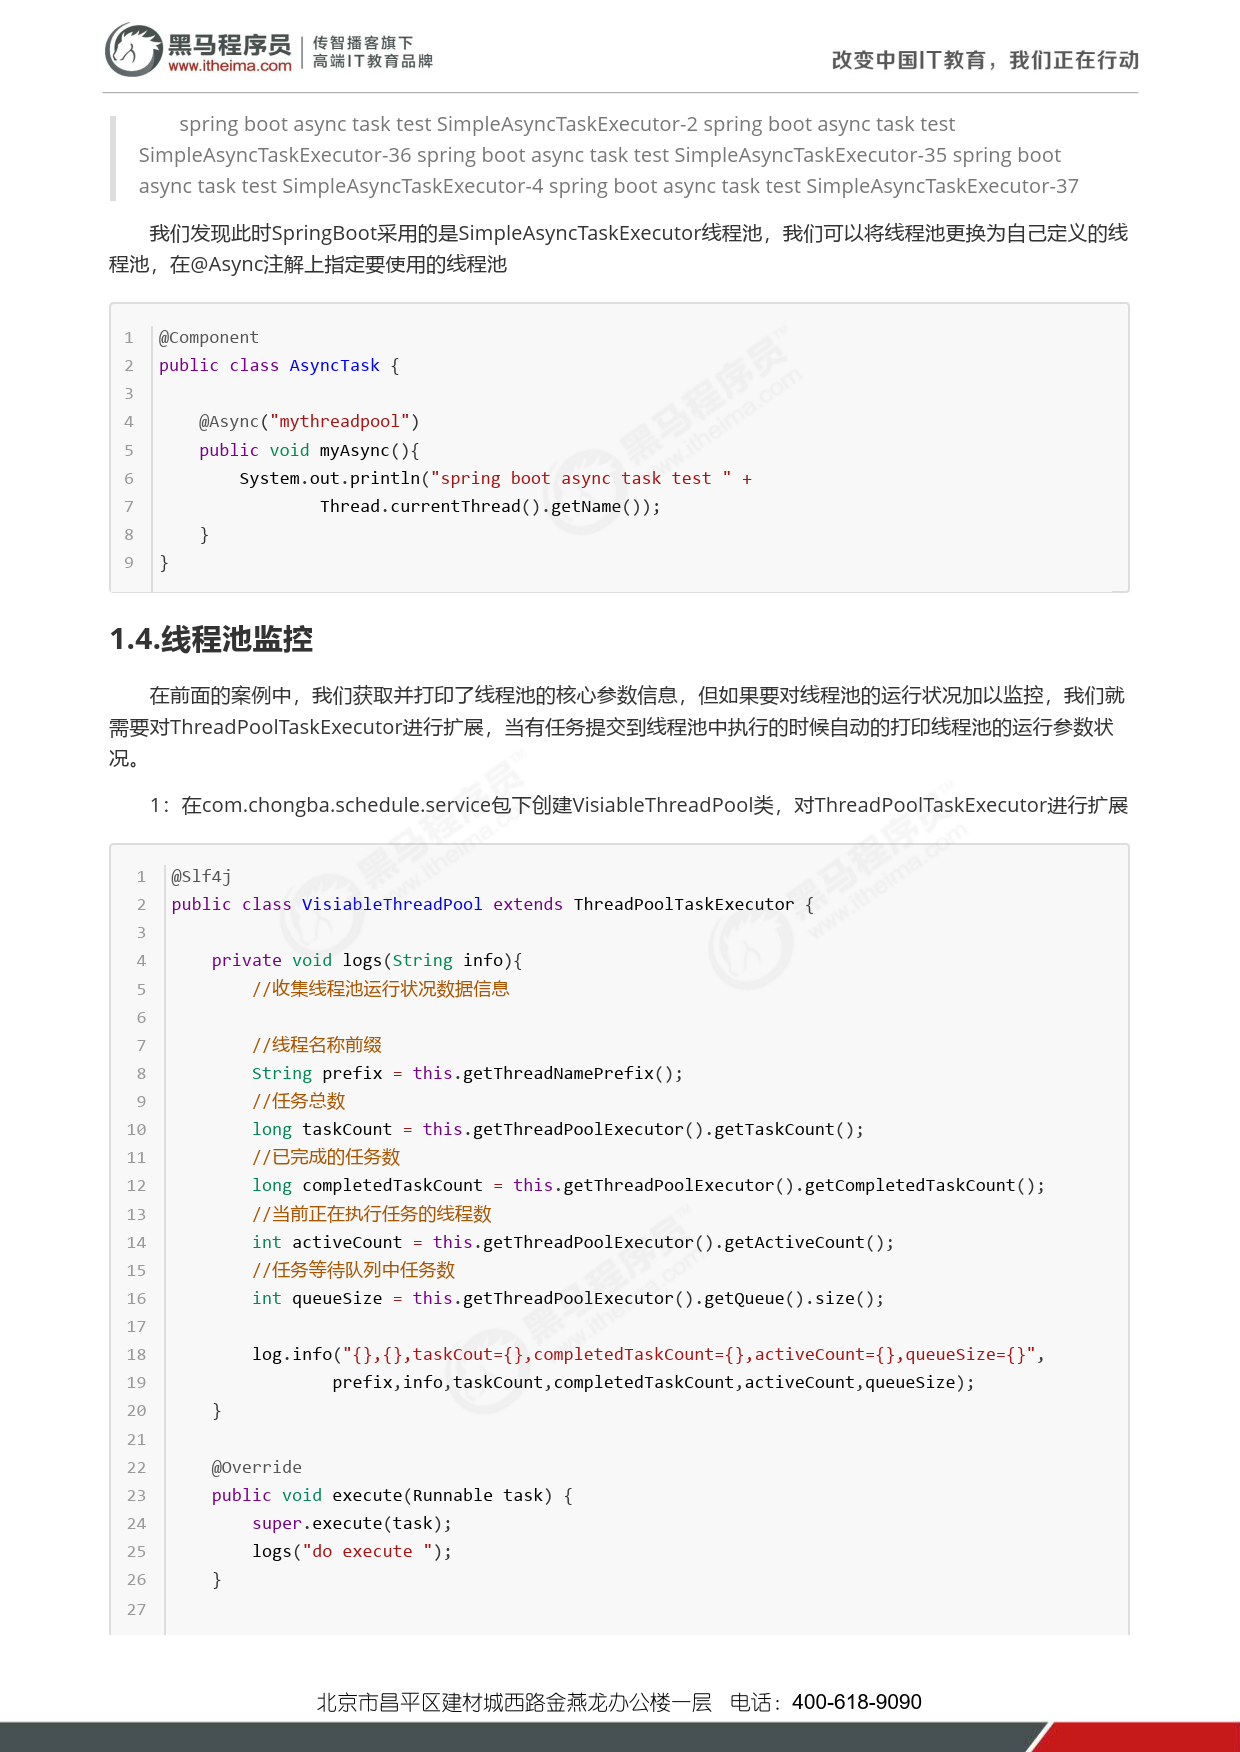 黑马程序员
www.itheima.com
传智播客旗下
高端IT教育品牌
改变中国IT教育，我们正在行动
spring boot async task test SimpleAsyncTaskExecutor-2 spring boot async task test
SimpleAsyncTaskExecutor-36 spring boot async task test SimpleAsyncTaskExecutor-35 spring boot
async task test SimpleAsyncTaskExecutor-4 spring boot async task test SimpleAsyncTaskExecutor-37
我们发现此时SpringBoot采用的是SimpleAsyncTaskExecutor线程池，我们可以将线程池更换为自己定义的线
程池，在@Async注解上指定要使用的线程池
1 @Component
2 public class AsyncTask {
3
4     @Async("mythreadpool")
5     public void myAsync(){
6         System.out.println("spring boot async task test " +
7                 Thread.currentThread().getName());
8     }
9 }
1.4.线程池监控
在前面的案例中，我们获取并打印了线程池的核心参数信息，但如果要对线程池的运行状况加以监控，我们就
需要对ThreadPoolTaskExecutor进行扩展，当有任务提交到线程池中执行的时候自动的打印线程池的运行参数状
况。
1：在com.chongba.schedule.service包下创建VisiableThreadPool类，对ThreadPoolTaskExecutor进行扩展
1 @Slf4j
2 public class VisiableThreadPool extends ThreadPoolTaskExecutor {
3
4     private void logs(String info){
5         //收集线程池运行状况数据信息
6
7         //线程名称前缀
8         String prefix = this.getThreadNamePrefix();
9         //任务总数
10         long taskCount = this.getThreadPoolExecutor().getTaskCount();
11         //已完成的任务数
12         long completedTaskCount = this.getThreadPoolExecutor().getCompletedTaskCount();
13         //当前正在执行任务的线程数
14         int activeCount = this.getThreadPoolExecutor().getActiveCount();
15         //任务等待队列中任务数
16         int queueSize = this.getThreadPoolExecutor().getQueue().size();
17
18         log.info("{},{},taskCout={},completedTaskCount={},activeCount={},queueSize={}",
19                 prefix,info,taskCount,completedTaskCount,activeCount,queueSize);
20     }
21
22     @Override
23     public void execute(Runnable task) {
24         super.execute(task);
25         logs("do execute ");
26     }
27
北京市昌平区建材城西路金燕龙办公楼一层 电话：400-618-9090